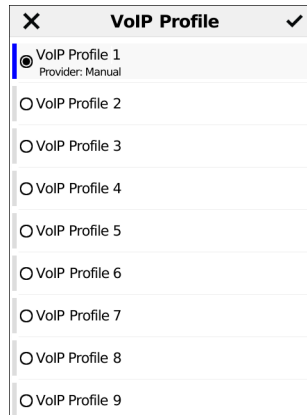 VoIP Profile
VoIP Profile 1
Provider: Manual
VoIP Profile 2
VoIP Profile 3
VoIP Profile 4
VoIP Profile 5
VoIP Profile 6
VoIP Profile 7
VoIP Profile 8
VoIP Profile 9